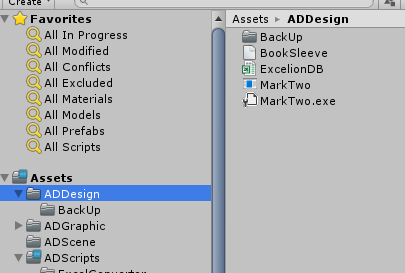 Create
Favorites
All In Progress
All Modified
All Conflicts
All Excluded
All Materials
All Models
All Prefabs
All Scripts
Assets
ADDesign
BackUp
ADGraphic
ADScene
ADScripts
ExcelConverter
Assets ▸ ADDesign
BackUp
BookSleeve
ExcelionDB
MarkTwo
MarkTwo.exe